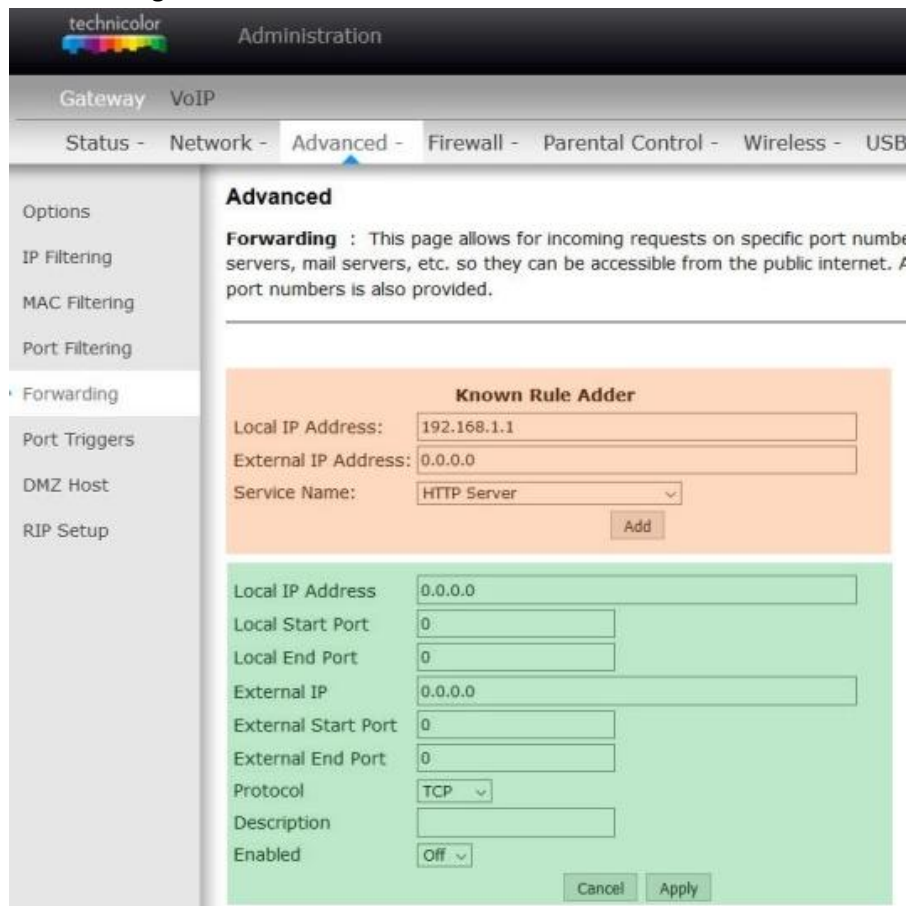 technicolor
Administration
Gateway VoIP
Status - Network - Advanced - Firewall - Parental Control - Wireless - USB
Options
IP Filtering
MAC Filtering
Port Filtering
Forwarding
Port Triggers
DMZ Host
RIP Setup
Advanced
Forwarding : This page allows for incoming requests on specific port
servers, mail servers, etc. so they can be accessible from the public internet.
port numbers is also provided.
Known Rule Adder
Local IP Address: 192.168.1.1
External IP Address: 0.0.0.0
Service Name: HTTP Server
Add
Local IP Address 0.0.0.0
Local Start Port 0
Local End Port 0
External IP 0.0.0.0
External Start Port 0
External End Port 0
Protocol TCP
Description
Enabled Off
Cancel Apply